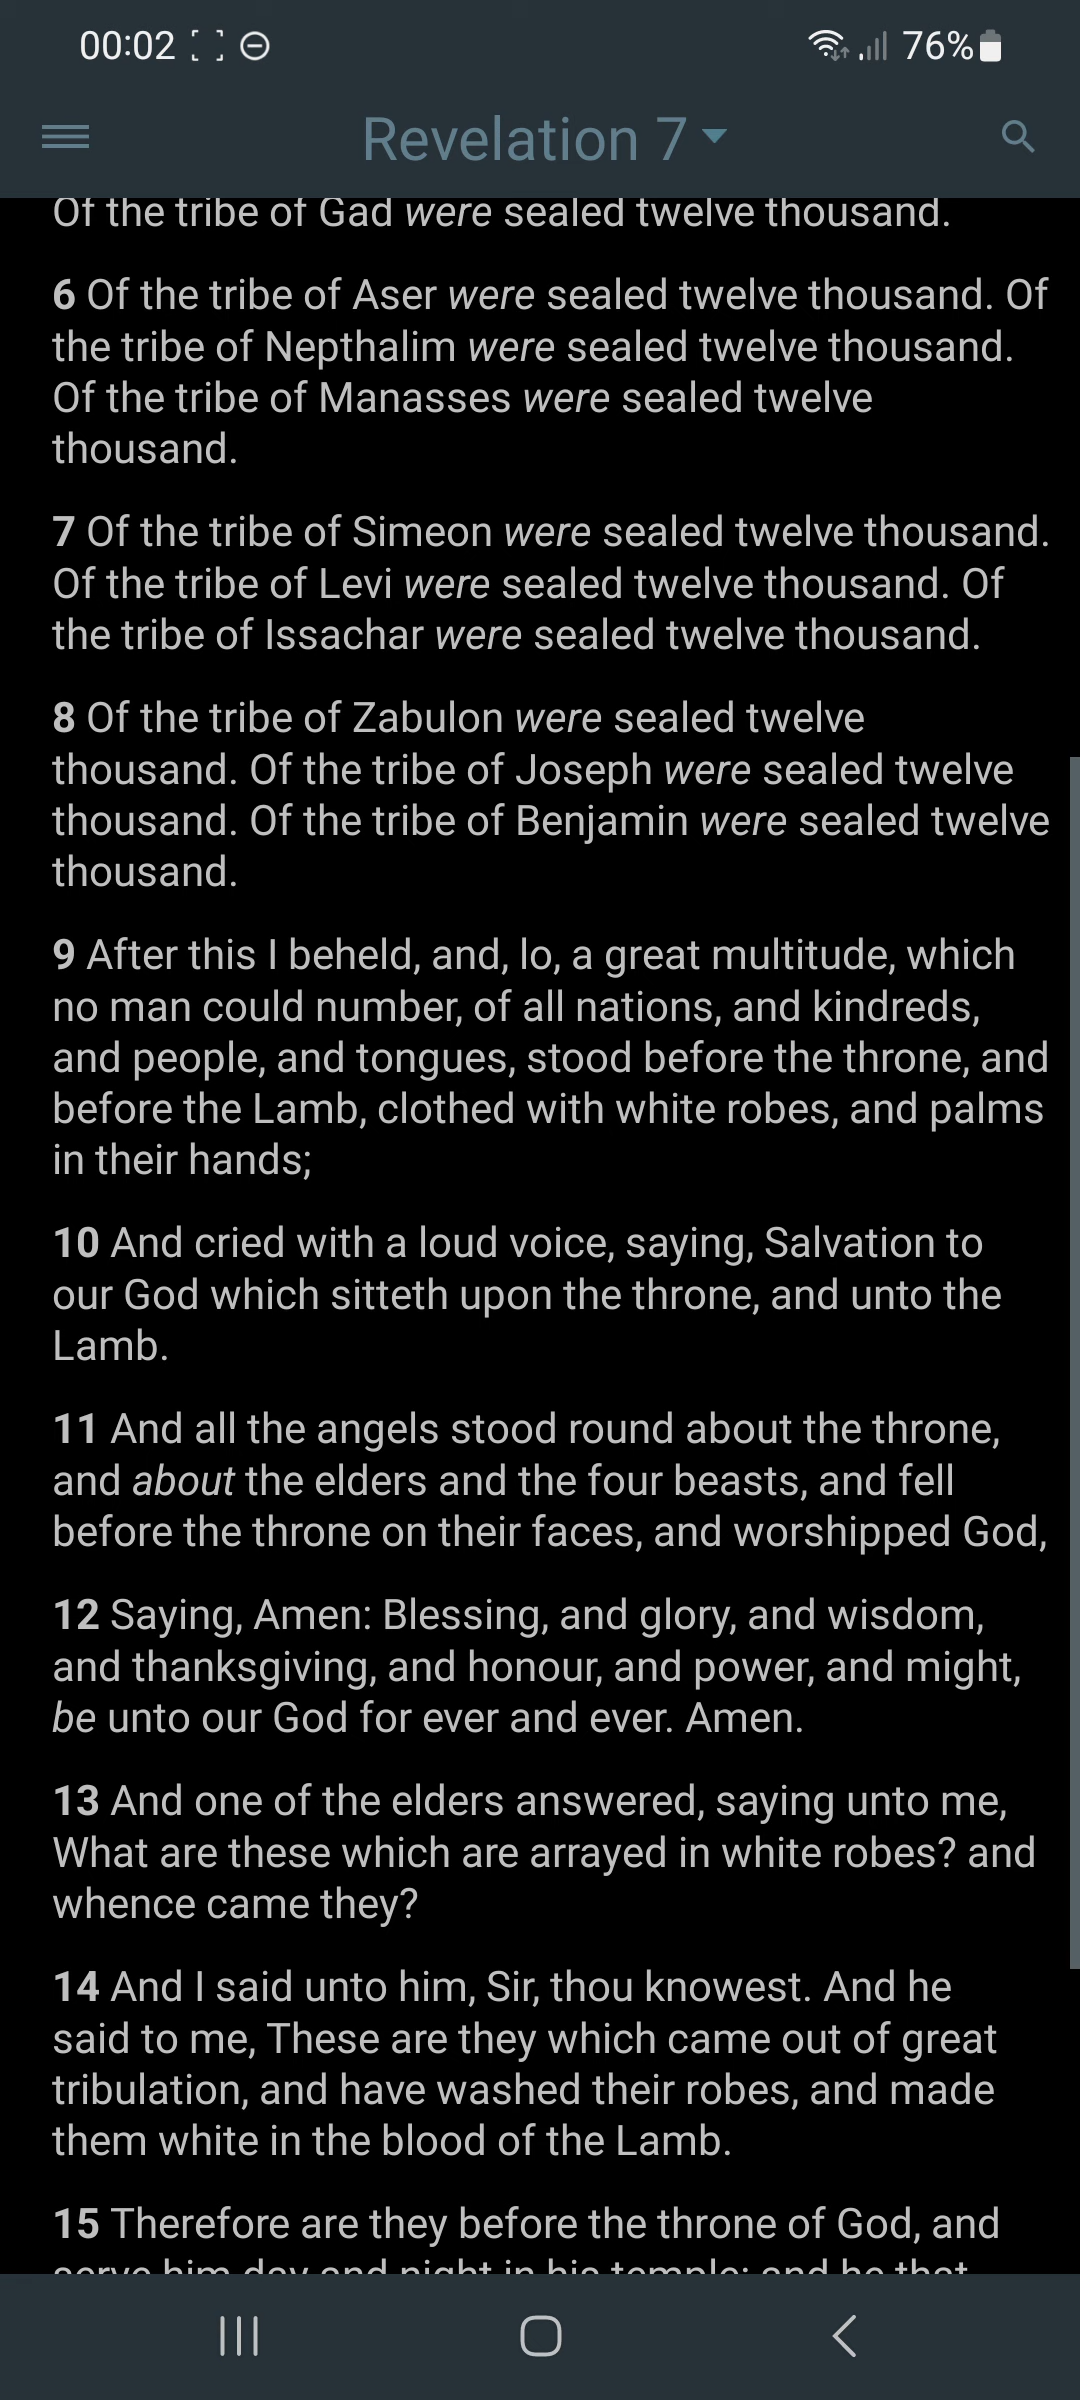 00:02
76%
Revelation 7
Of the tribe of Gad were sealed twelve thousand.
6 Of the tribe of Aser were sealed twelve thousand. Of
the tribe of Nepthalim were sealed twelve thousand.
Of the tribe of Manasses were sealed twelve
thousand.
7 Of the tribe of Simeon were sealed twelve thousand.
Of the tribe of Levi were sealed twelve thousand. Of
the tribe of Issachar were sealed twelve thousand.
8 Of the tribe of Zabulon were sealed twelve
thousand. Of the tribe of Joseph were sealed twelve
thousand. Of the tribe of Benjamin were sealed twelve
thousand.
9 After this I beheld, and, lo, a great multitude, which
no man could number, of all nations, and kindreds,
and people, and tongues, stood before the throne, and
before the Lamb, clothed with white robes, and palms
in their hands;
10 And cried with a loud voice, saying, Salvation to
our God which sitteth upon the throne, and unto the
Lamb.
11 And all the angels stood round about the throne,
and about the elders and the four beasts, and fell
before the throne on their faces, and worshipped God,
12 Saying, Amen: Blessing, and glory, and wisdom,
and thanksgiving, and honour, and power, and might,
be unto our God for ever and ever. Amen.
13 And one of the elders answered, saying unto me,
What are these which are arrayed in white robes? and
whence came they?
14 And I said unto him, Sir, thou knowest. And he
said to me, These are they which came out of great
tribulation, and have washed their robes, and made
them white in the blood of the Lamb.
15 Therefore are they before the throne of God, and
serve him day and night in his temple: and he that